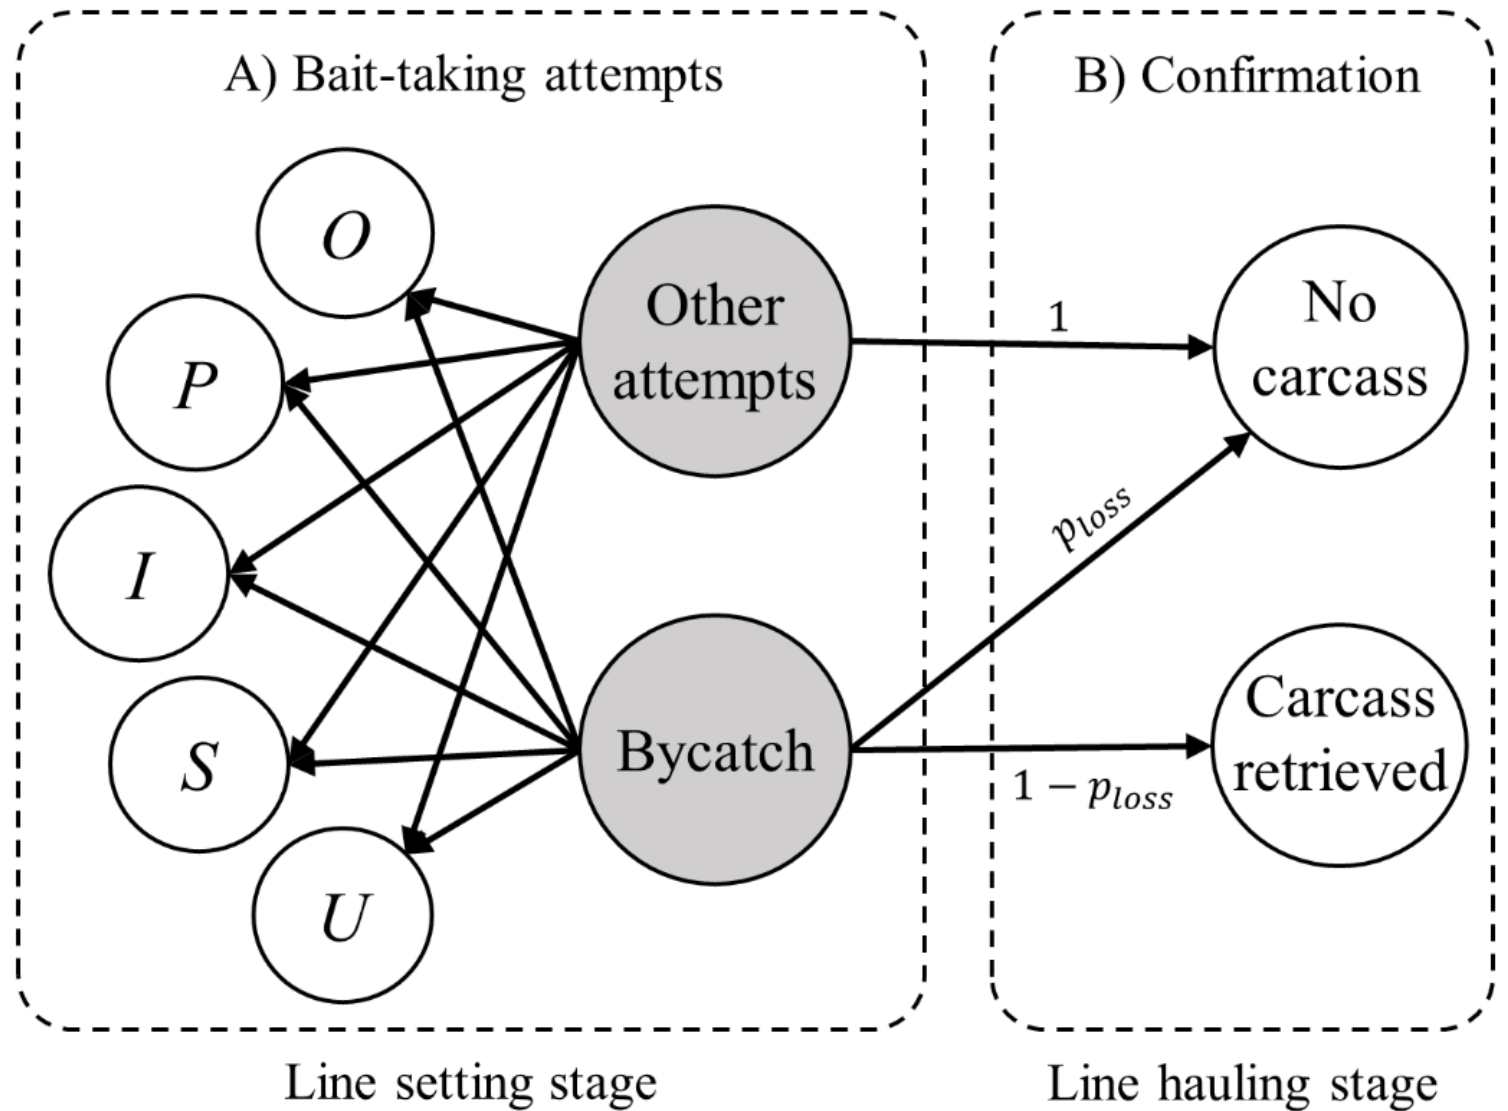 A) Bait-taking attempts
O
P
I
S
U
Other
attempts
Bycatch
B) Confirmation
1
p_loss
1 − p_loss
No
carcass
Carcass
retrieved
Line setting stage
Line hauling stage